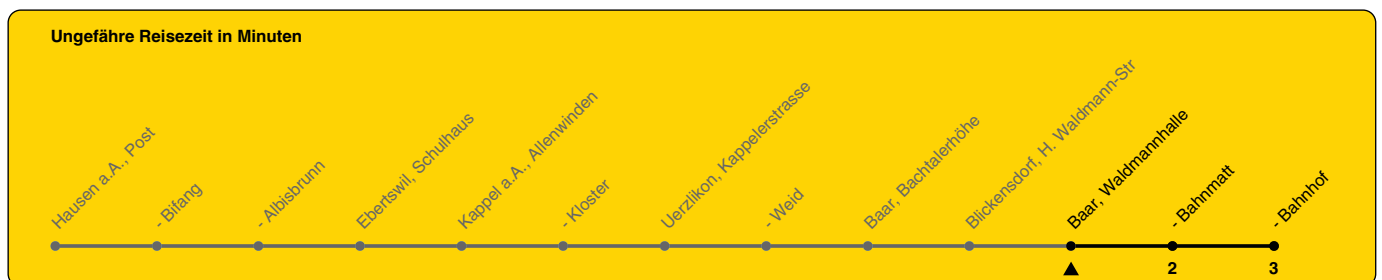 Ungefähre Reisezeit in Minuten
Hausen a.A., Post
- Bifang
- Albisbrunn
Ebertswil, Schulhaus
Kappel a.A., Allenwinden
- Kloster
Uerzlikon, Kappelerstrasse
- Weid
Baar, Bachtalerhöhe
Blickensdorf, H. Waldmann-Str
Baar, Waldmannhalle
- Bahnmatt
- Bahnhof
2
3